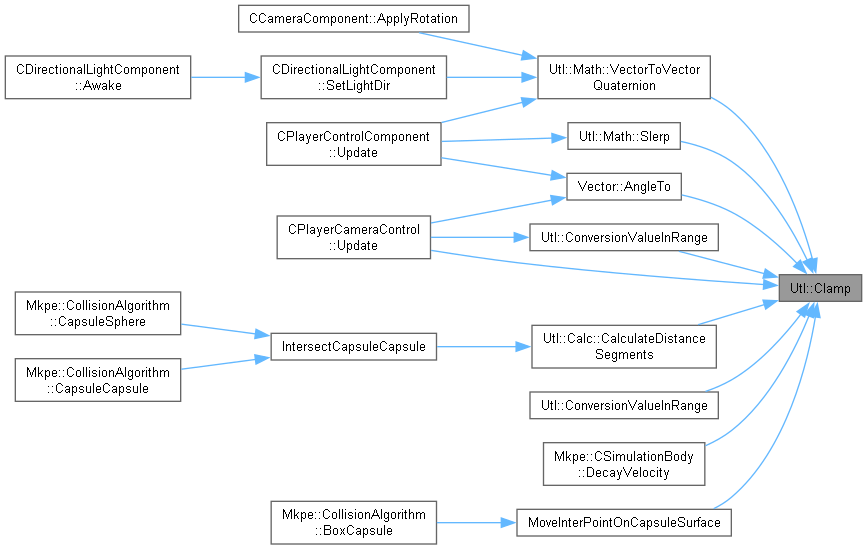 CCameraComponent::ApplyRotation
CDirectionalLightComponent
::Awake
CDirectionalLightComponent
::SetLightDir
Utl::Math::VectorToVector
Quaternion
CPlayerControlComponent
::Update
Utl::Math::Slerp
Vector::AngleTo
CPlayerCameraControl
::Update
Utl::ConversionValueInRange
Utl::Clamp
Mkpe::CollisionAlgorithm
::CapsuleSphere
IntersectCapsuleCapsule
Utl::Calc::CalculateDistance
Segments
Mkpe::CollisionAlgorithm
::CapsuleCapsule
Utl::ConversionValueInRange
Mkpe::CSimulationBody
::DecayVelocity
Mkpe::CollisionAlgorithm
::BoxCapsule
MoveInterPointOnCapsuleSurface